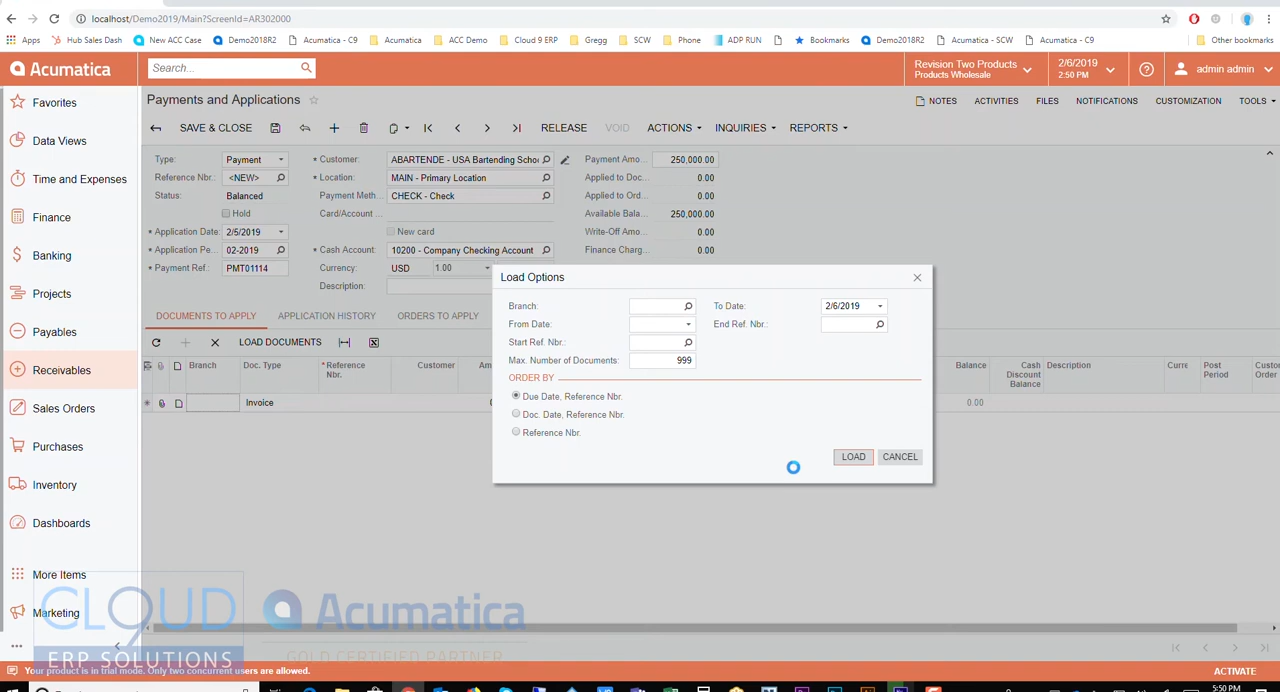 localhost/Demo2019/Main?ScreenId=AR302000
Apps Hub Sales Dash New ACC Case Demo2018R2 Acumatica - C9 Acumatica ACC Demo Cloud 9 ERP Gregg SCW Phone ADP RUN Bookmarks Demo2018R2 Acumatica - SCW Acumatica - C9 Other bookmarks
Acumatica Search... Revision Two Products
Products Wholesale
2/6/2019
2:50 PM
admin admin
Favorites
Data Views
Time and Expenses
Finance
Banking
Projects
Payables
Receivables
Sales Orders
Purchases
Inventory
Dashboards
More Items
Marketing
Payments and Applications
NOTES ACTIVITIES FILES NOTIFICATIONS CUSTOMIZATION TOOLS
SAVE & CLOSE RELEASE VOID ACTIONS INQUIRIES REPORTS
Type: Payment * Customer: ABARTENDE - USA Bartending Schoo Payment Amo... 250,000.00
Reference Nbr.: <NEW> * Location: MAIN - Primary Location Applied to Doc... 0.00
Status: Balanced Payment Meth... CHECK - Check Applied to Ord... 0.00
Hold Card/Account ... Available Bala... 250,000.00
* Application Date: 2/5/2019 New card Write-Off Amo... 0.00
* Application Pe... 02-2019 * Cash Account: 10200 - Company Checking Account Finance Charg... 0.00
* Payment Ref.: PMT01114 Currency: USD 1.00
Description:
DOCUMENTS TO APPLY APPLICATION HISTORY ORDERS TO APPLY
LOAD DOCUMENTS
Branch Doc. Type * Reference Nbr. Customer Am Balance Cash Discount Balance Description Curre Post Period Custo Order
Invoice 0.00
Load Options
Branch: To Date: 2/6/2019
From Date: End Ref. Nbr.:
Start Ref. Nbr.:
Max. Number of Documents: 999
ORDER BY
Due Date, Reference Nbr.
Doc. Date, Reference Nbr.
Reference Nbr.
LOAD CANCEL
CLOUD 9
ERP SOLUTIONS
Acumatica
GOLD CERTIFIED PARTNER
Your product is in trial mode. Only two concurrent users are allowed. ACTIVATE
5:50 PM